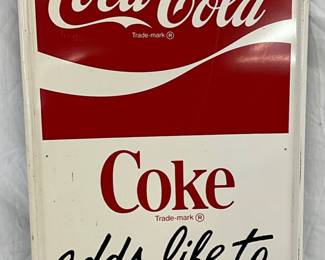 Coca-Cola
Trade-mark ®
Coke
Trade-mark ®
adds life to